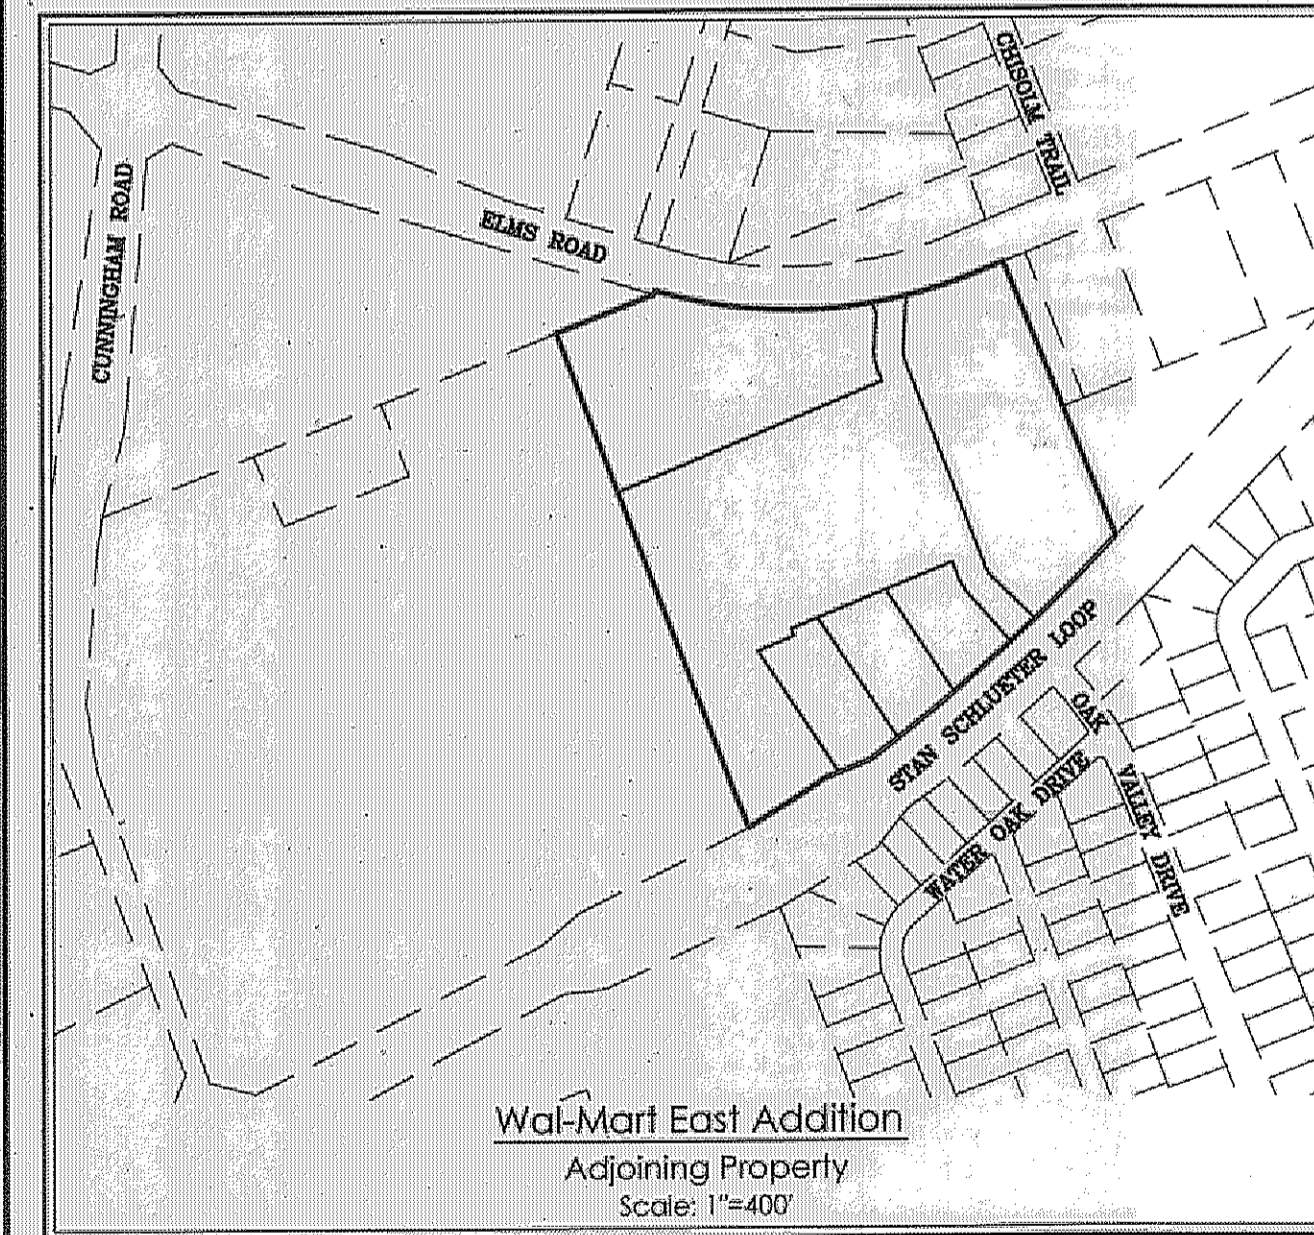 CHISOLM TRAIL
CUNNINGHAM ROAD
ELMS ROAD
STAN SCHLUETER LOOP
OAK VALLEY DRIVE
WATER OAK DRIVE
Wal-Mart East Addition
Adjoining Property
Scale: 1"=400'